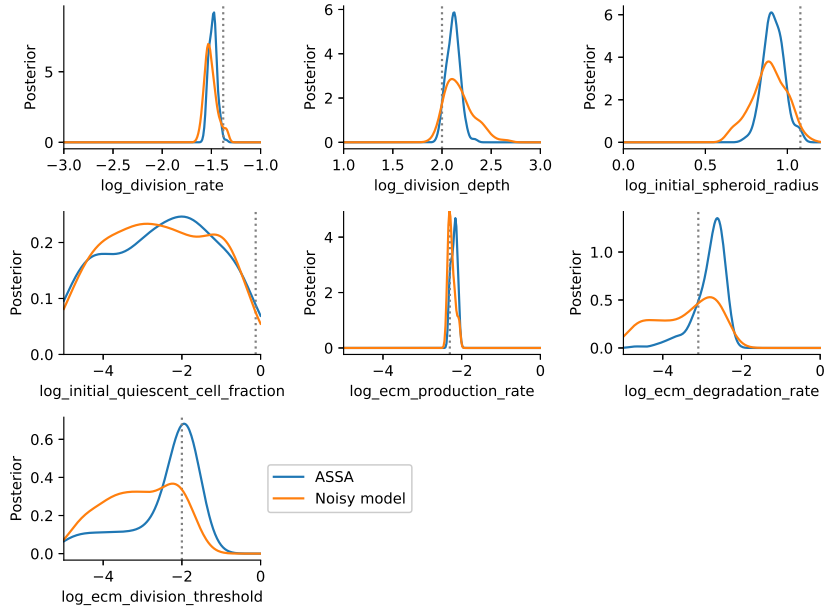 Posterior
5
0
−3.0 −2.5 −2.0 −1.5 −1.0
log_division_rate
Posterior
6
4
2
0
1.0 1.5 2.0 2.5 3.0
log_division_depth
Posterior
6
4
2
0
0.0 0.5 1.0
log_initial_spheroid_radius
Posterior
0.2
0.1
0.0
−4 −2 0
log_initial_quiescent_cell_fraction
Posterior
4
2
0
−4 −2 0
log_ecm_production_rate
Posterior
1.0
0.5
0.0
−4 −2 0
log_ecm_degradation_rate
Posterior
0.6
0.4
0.2
0.0
−4 −2 0
log_ecm_division_threshold
ASSA
Noisy model